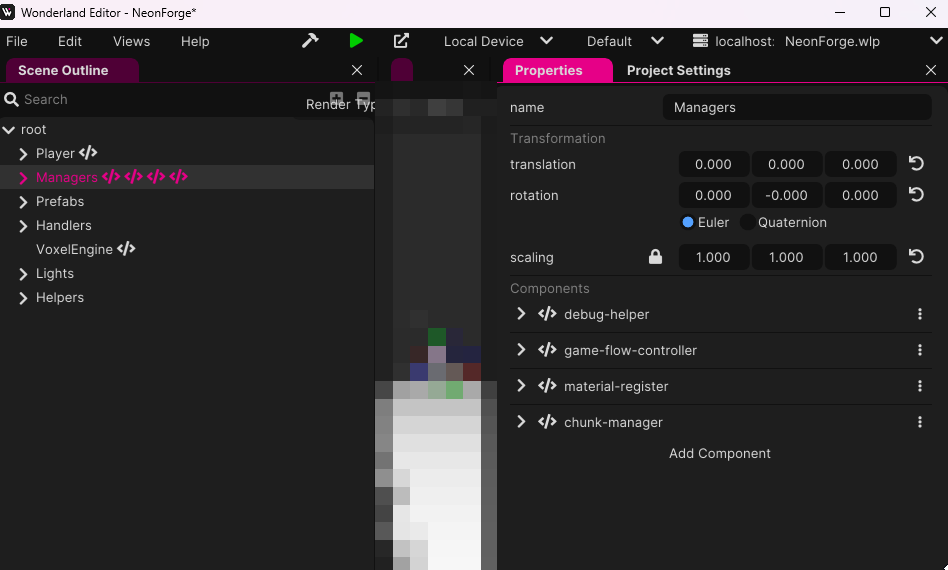 Wonderland Editor - NeonForge*
File Edit Views Help Local Device Default localhost: NeonForge.wlp
Scene Outline
Properties Project Settings
Search
Render Typ
root
Player
Managers
Prefabs
Handlers
VoxelEngine
Lights
Helpers
name Managers
Transformation
translation 0.000 0.000 0.000
rotation 0.000 -0.000 0.000
Euler Quaternion
scaling 1.000 1.000 1.000
Components
debug-helper
game-flow-controller
material-register
chunk-manager
Add Component